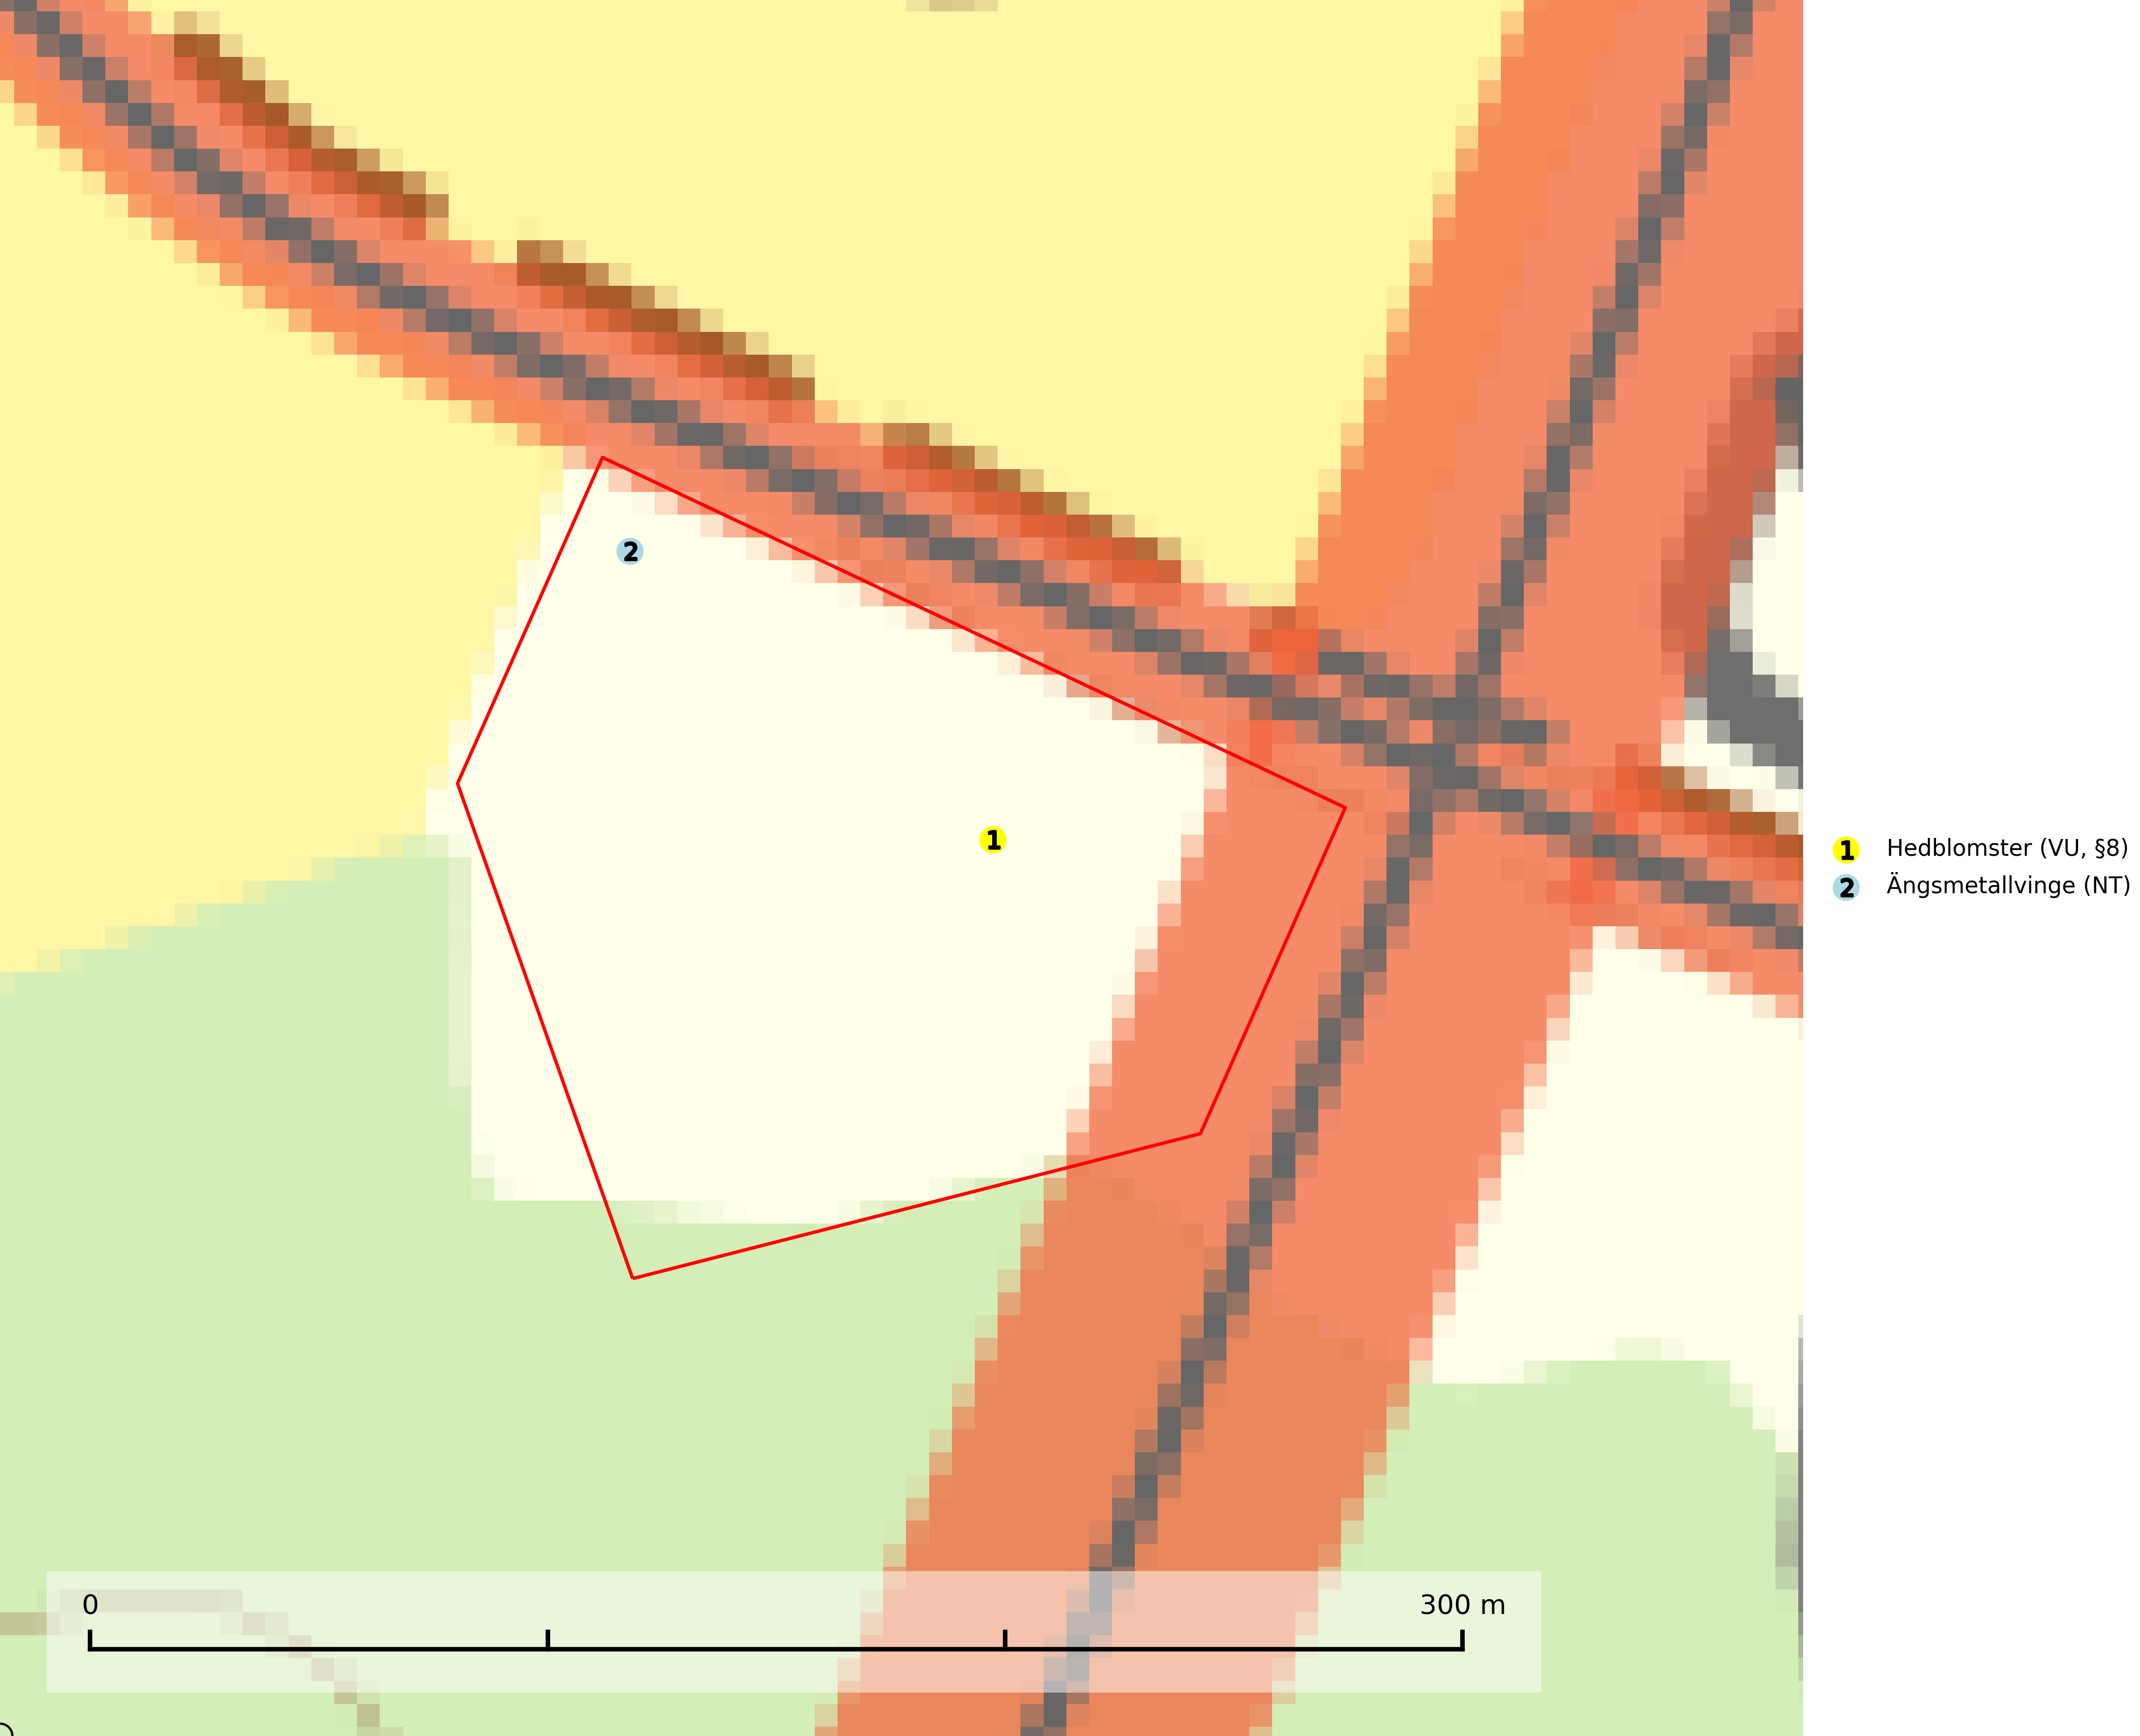 2
1
1 Hedblomster (VU, §8)
2 Ängsmetallvinge (NT)
0 300 m